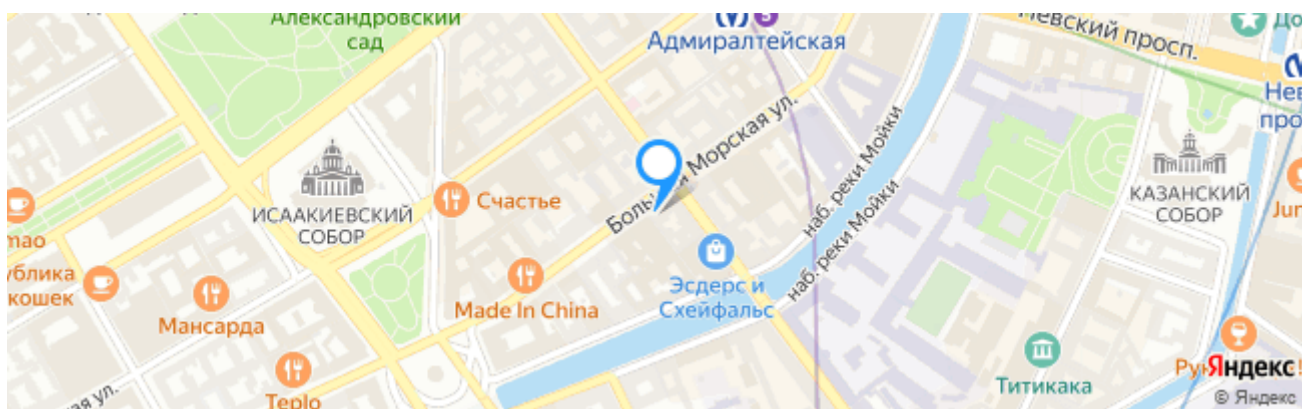 Александровский
сад
Адмиралтейская
Невский просп.
Большая Морская ул.
наб. реки Мойки
наб. реки Мойки
ИСААКИЕВСКИЙ
СОБОР
Счастье
КАЗАНСКИЙ
СОБОР
Эсдерс и
Схейфальс
Made In China
Мансарда
кошек
Teplo
Титикака
Яндекс
© Яндекс